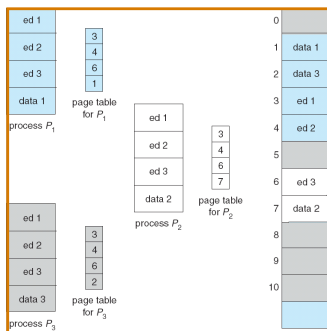 ed 1
ed 2
ed 3
data 1
process P1
3
4
6
1
page table
for P1
ed 1
ed 2
ed 3
data 2
process P2
3
4
6
7
page table
for P2
ed 1
ed 2
ed 3
data 3
process P3
3
4
6
2
page table
for P3
0
1 data 1
2 data 3
3 ed 1
4 ed 2
5
6 ed 3
7 data 2
8
9
10